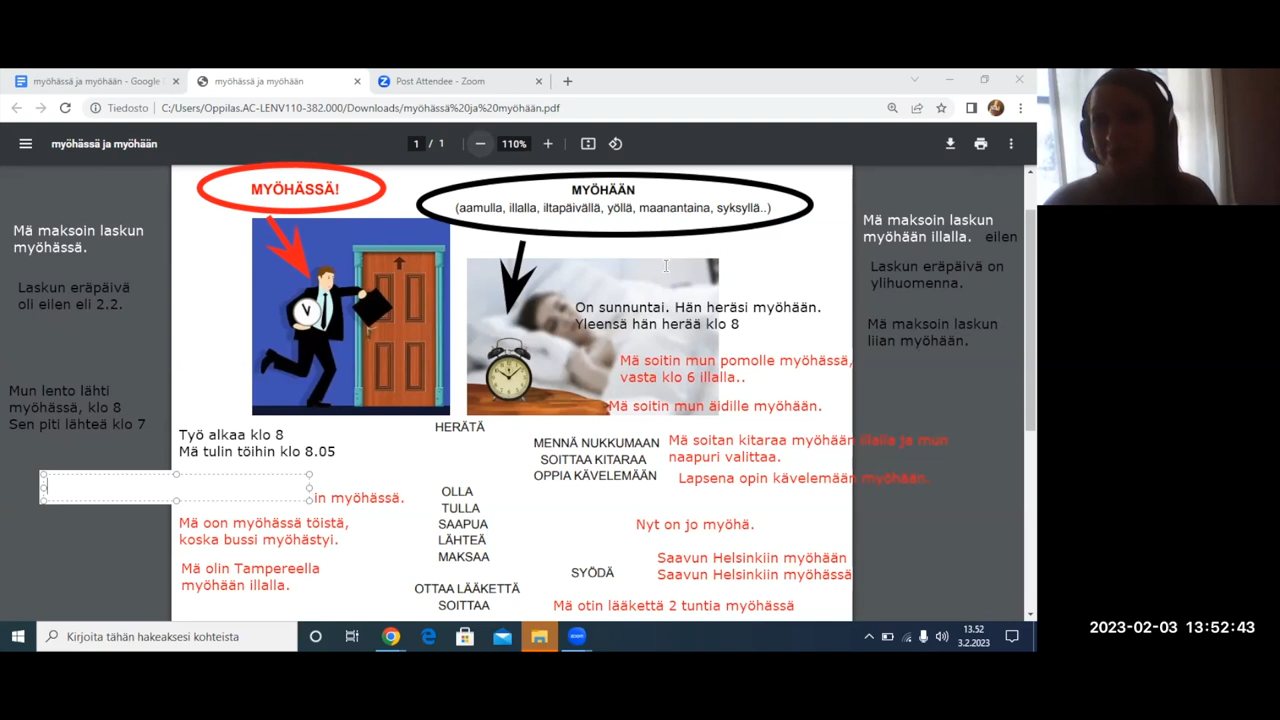 myöhässä ja myöhään - Google
myöhässä ja myöhään
Post Attendee - Zoom
Tiedosto
C:/Users/Oppilas.AC-LENV110-382.000/Downloads/myöhässä%20ja%20myöhään.pdf
myöhässä ja myöhään
1 / 1
110%
MYÖHÄSSÄ!
MYÖHÄÄN
(aamulla, illalla, iltapäivällä, yöllä, maanantaina, syksyllä..)
Mä maksoin laskun
myöhässä.
Laskun eräpäivä
oli eilen eli 2.2.
Mun lento lähti
myöhässä, klo 8
Sen piti lähteä klo 7
Mä maksoin laskun
myöhään illalla. eilen
Laskun eräpäivä on
ylihuomenna.
Mä maksoin laskun
liian myöhään.
On sunnuntai. Hän heräsi myöhään.
Yleensä hän herää klo 8
Mä soitin mun pomolle myöhässä,
vasta klo 6 illalla..
Mä soitin mun äidille myöhään.
Työ alkaa klo 8
Mä tulin töihin klo 8.05
in myöhässä.
Mä oon myöhässä töistä,
koska bussi myöhästyi.
Mä olin Tampereella
myöhään illalla.
HERÄTÄ
MENNÄ NUKKUMAAN
SOITTAA KITARAA
OPPIA KÄVELEMÄÄN
Mä soitan kitaraa myöhään illalla ja mun
naapuri valittaa.
Lapsena opin kävelemään myöhään.
OLLA
TULLA
SAAPUA
LÄHTEÄ
MAKSAA
Nyt on jo myöhä.
SYÖDÄ
Saavun Helsinkiin myöhään
Saavun Helsinkiin myöhässä
OTTAA LÄÄKETTÄ
SOITTAA
Mä otin lääkettä 2 tuntia myöhässä
Kirjoita tähän hakeaksesi kohteista
zoom
13.52
3.2.2023
2023-02-03 13:52:43